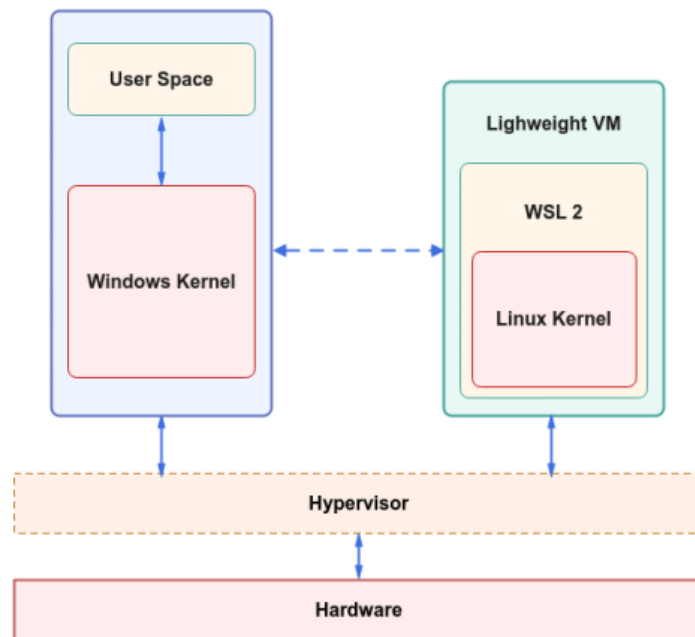 User Space
Windows Kernel
Lighweight VM
WSL 2
Linux Kernel
Hypervisor
Hardware